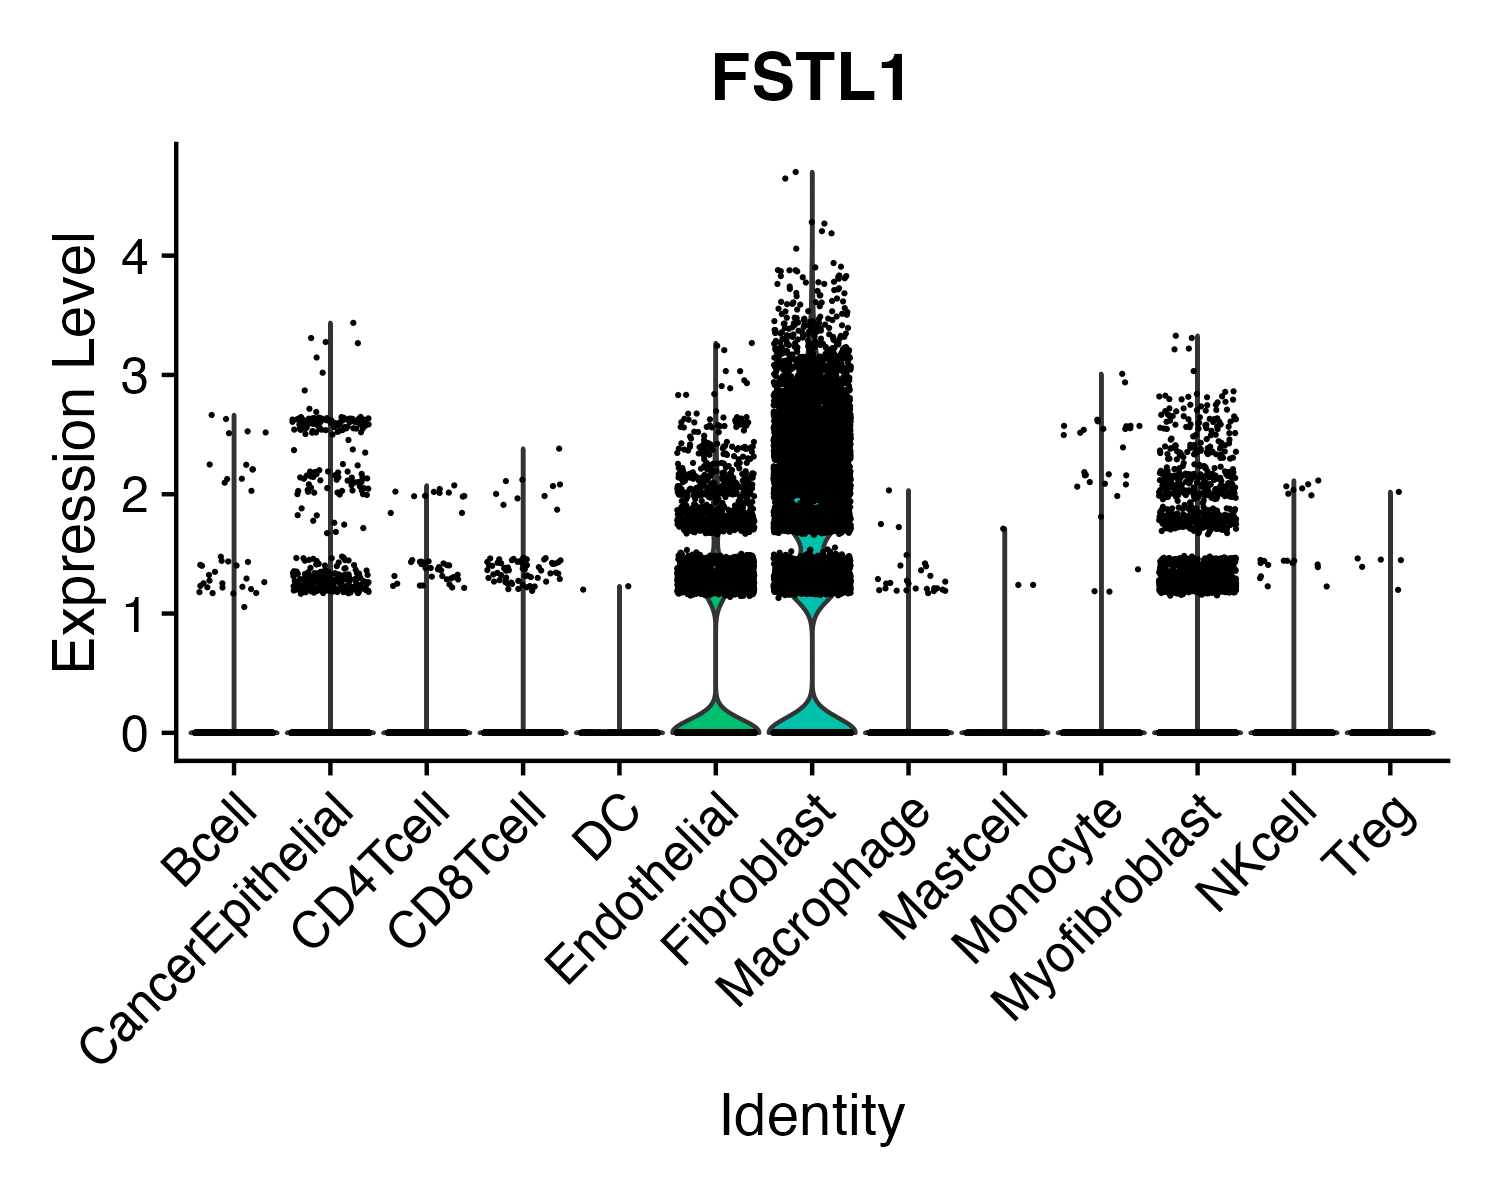 FSTL1
Expression Level
4
3
2
1
0
Bcell
CancerEpithelial
CD4Tcell
CD8Tcell
DC
Endothelial
Fibroblast
Macrophage
Mastcell
Monocyte
Myofibroblast
NKcell
Treg
Identity